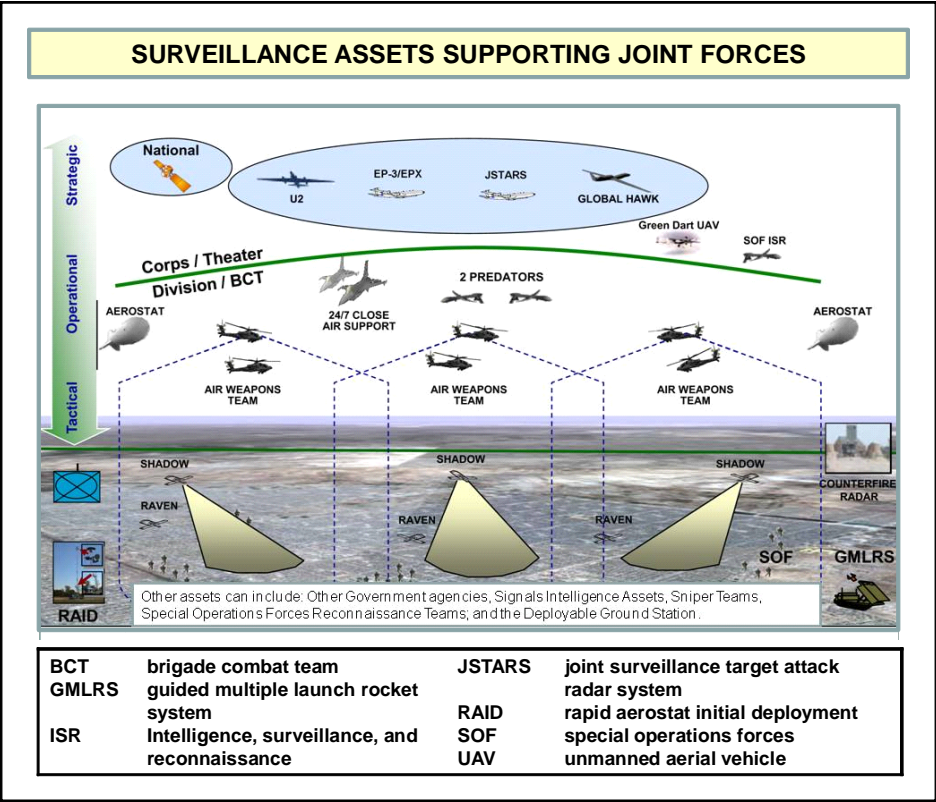 SURVEILLANCE ASSETS SUPPORTING JOINT FORCES
Strategic
Operational
Tactical
National
U2
EP-3/EPX
JSTARS
GLOBAL HAWK
Green Dart UAV
SOF ISR
Corps / Theater
Division / BCT
24/7 CLOSE
AIR SUPPORT
2 PREDATORS
AEROSTAT
AEROSTAT
AIR WEAPONS
TEAM
AIR WEAPONS
TEAM
AIR WEAPONS
TEAM
SHADOW
SHADOW
SHADOW
COUNTERFIRE
RADAR
RAVEN
RAVEN
RAVEN
SOF
GMLRS
RAID
Other assets can include: Other Government agencies, Signals Intelligence Assets, Sniper Teams,
Special Operations Forces Reconnaissance Teams; and the Deployable Ground Station.
BCT brigade combat team
GMLRS guided multiple launch rocket
system
ISR Intelligence, surveillance, and
reconnaissance
JSTARS joint surveillance target attack
radar system
RAID rapid aerostat initial deployment
SOF special operations forces
UAV unmanned aerial vehicle